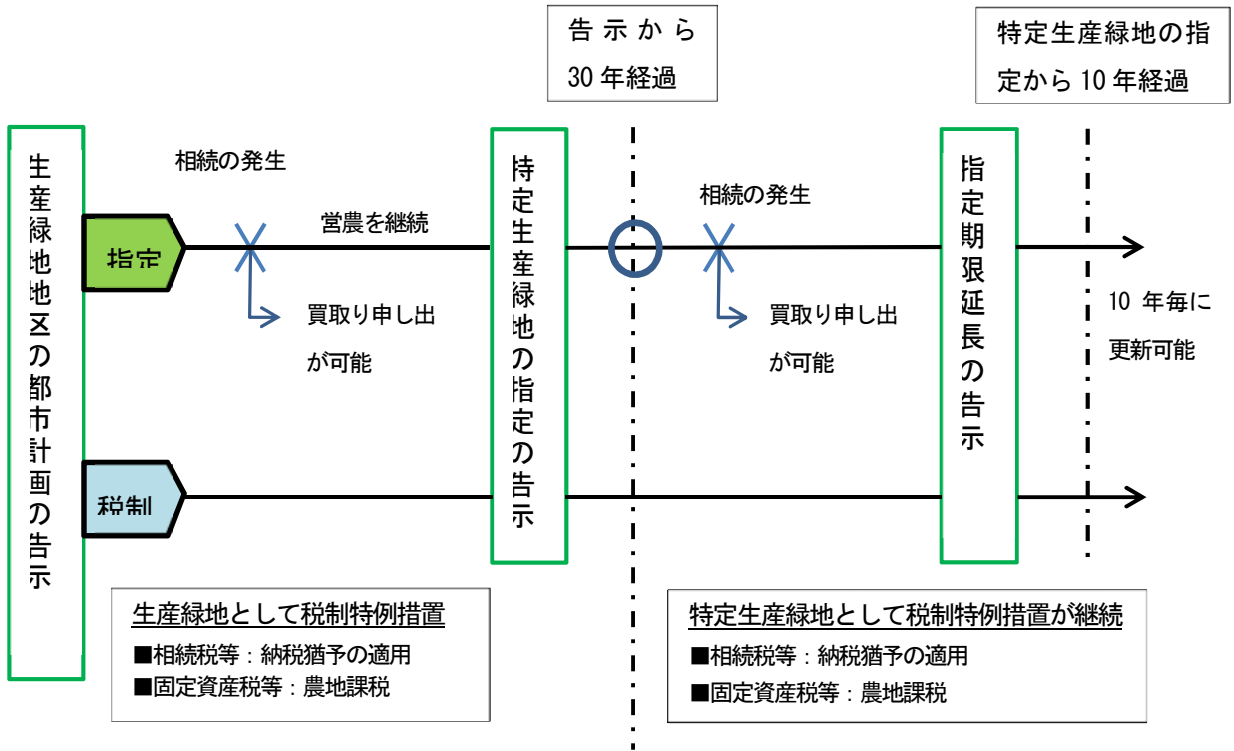 告示から
30年経過
特定生産緑地の指
定から10年経過
生産緑地地区の都市計画の告示
相続の発生
指定
営農を継続
買取り申し出
が可能
税制
特定生産緑地の指定の告示
相続の発生
買取り申し出
が可能
指定期限延長の告示
10年毎に
更新可能
生産緑地として税制特例措置
■相続税等：納税猶予の適用
■固定資産税等：農地課税
特定生産緑地として税制特例措置が継続
■相続税等：納税猶予の適用
■固定資産税等：農地課税